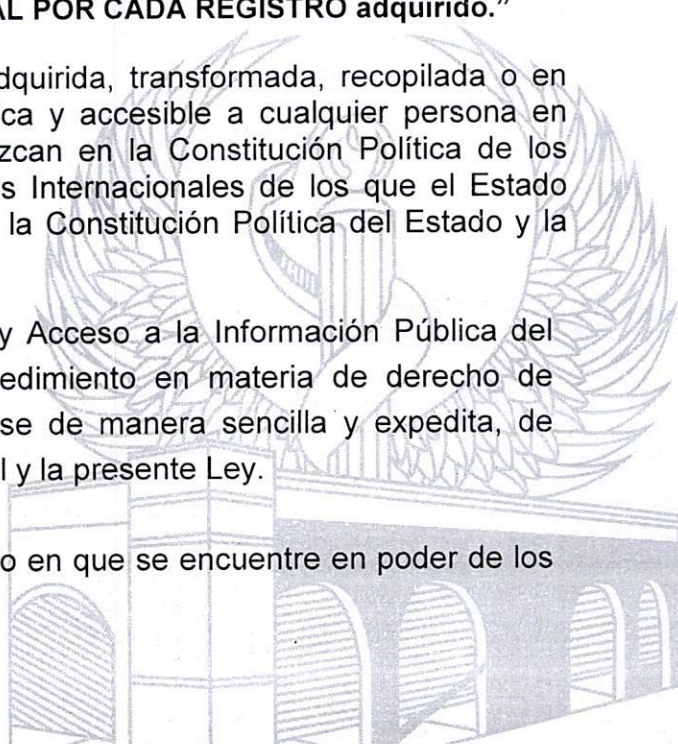 AL POR CADA REGISTRO adquirido.”
dquirida, transformada, recopilada o en
ca y accesible a cualquier persona en
zcan en la Constitución Política de los
s Internacionales de los que el Estado
la Constitución Política del Estado y la
y Acceso a la Información Pública del
edimiento en materia de derecho de
se de manera sencilla y expedita, de
l y la presente Ley.
o en que se encuentre en poder de los